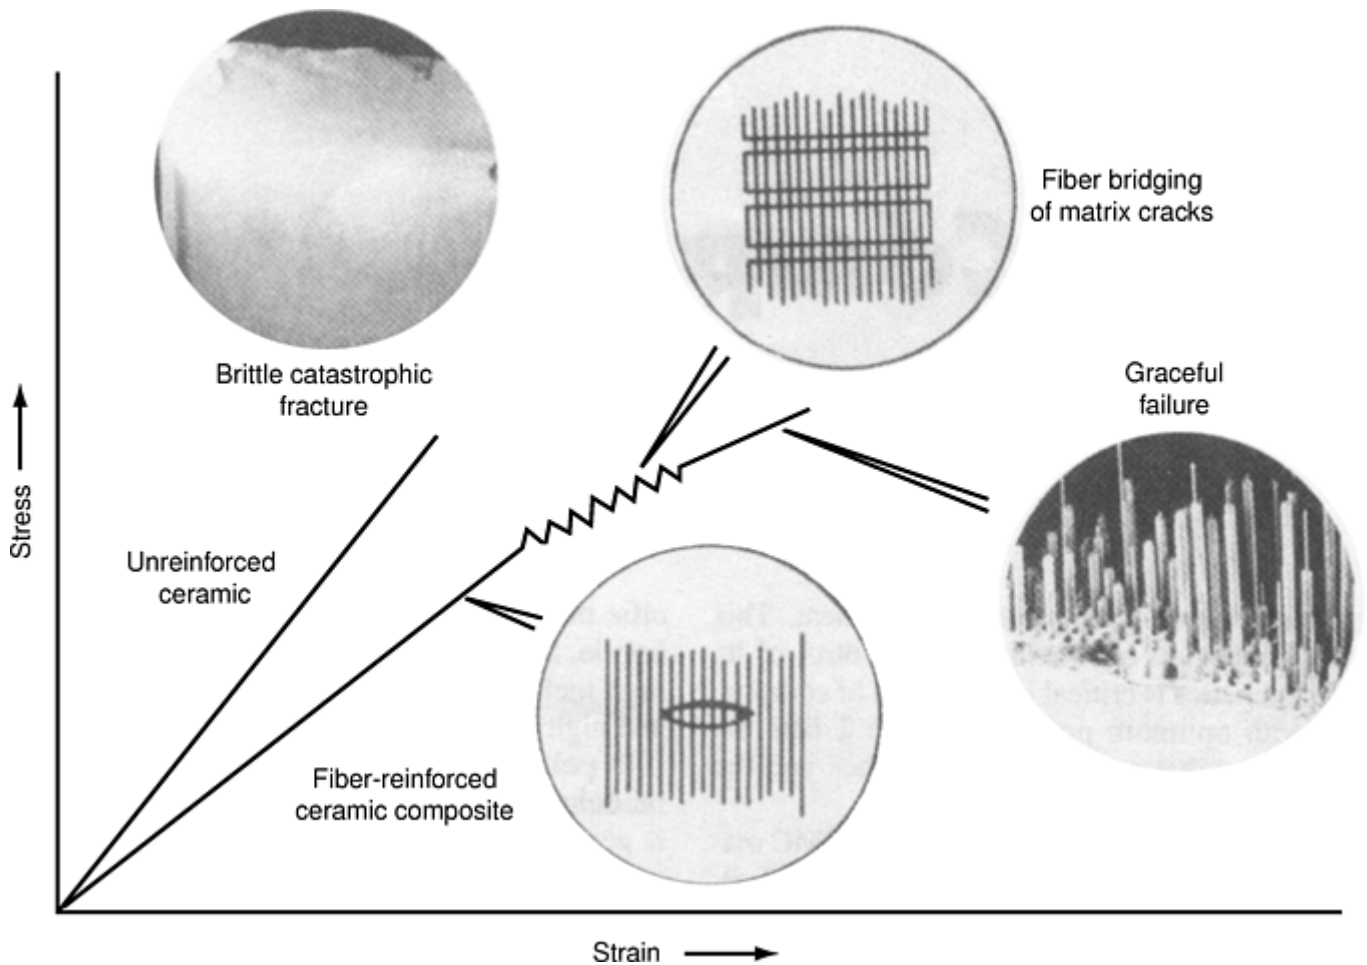 Brittle catastrophic
fracture
Fiber bridging
of matrix cracks
Graceful
failure
Stress
Unreinforced
ceramic
Fiber-reinforced
ceramic composite
Strain